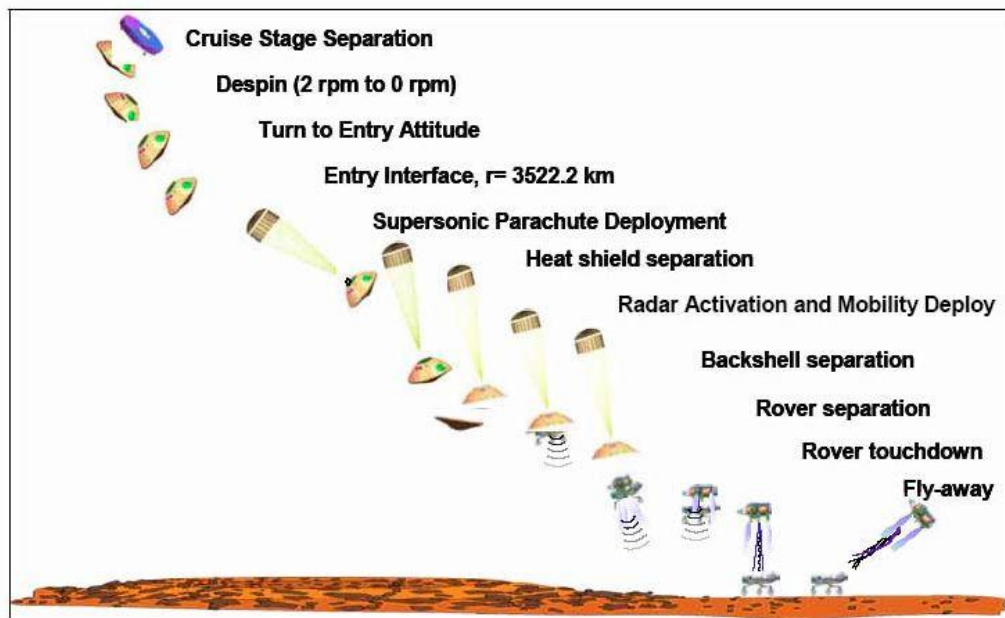 Cruise Stage Separation
Despin (2 rpm to 0 rpm)
Turn to Entry Attitude
Entry Interface, r= 3522.2 km
Supersonic Parachute Deployment
Heat shield separation
Radar Activation and Mobility Deploy
Backshell separation
Rover separation
Rover touchdown
Fly-away